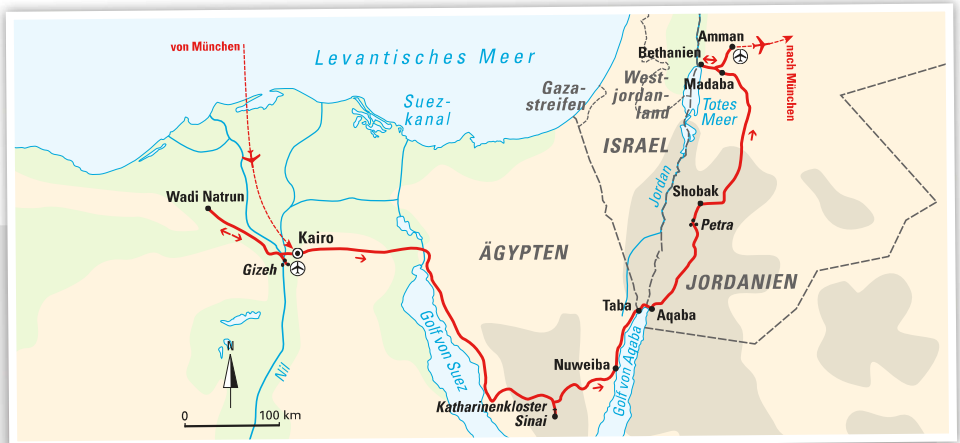 von München
Levantisches Meer
Amman
Bethanien
nach München
Madaba
Gaza-
streifen
West-
jordan-
land
Totes
Meer
Suez-
kanal
ISRAEL
Jordan
Wadi Natrun
Shobak
Petra
Kairo
Gizeh
ÄGYPTEN
JORDANIEN
Taba
Aqaba
Golf von Suez
Golf von Aqaba
Nuweiba
N
Nil
Katharinenkloster
Sinai
0 100 km